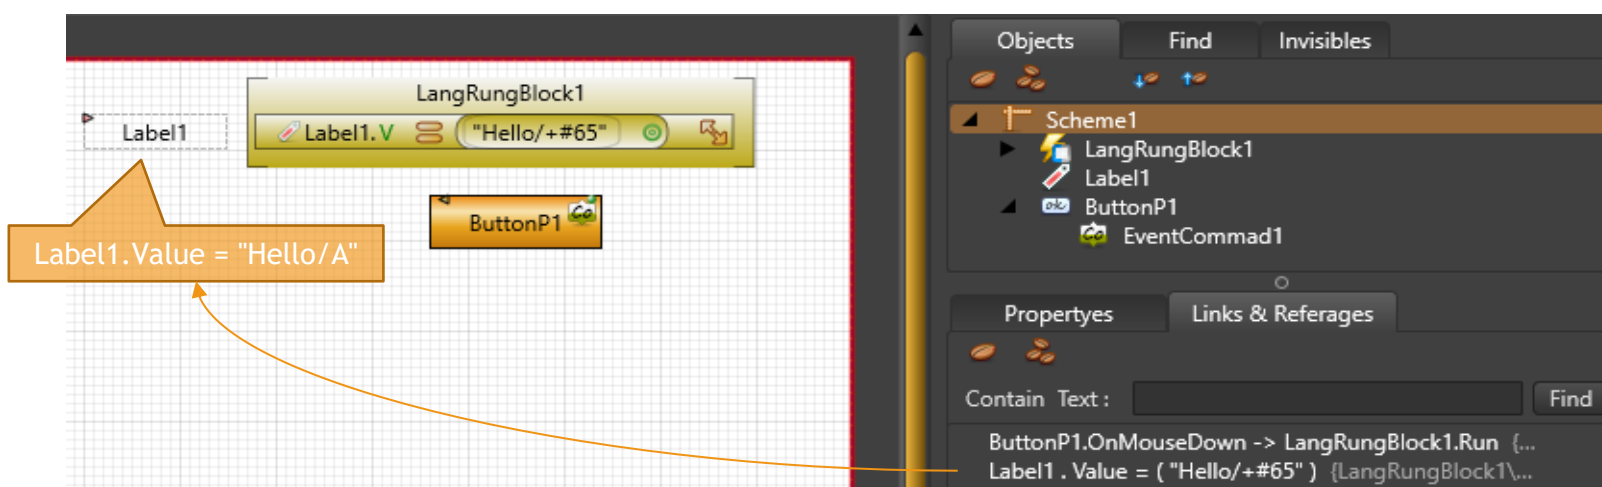 Objects
Find
Invisibles
Scheme1
LangRungBlock1
Label1
ButtonP1
EventCommad1
LangRungBlock1
Label1
Label1.V "Hello/+#65"
ButtonP1
Label1.Value = "Hello/A"
Propertyes
Links & Referages
Contain Text :
Find
ButtonP1.OnMouseDown -> LangRungBlock1.Run {...
Label1 . Value = ( "Hello/+#65" ) {LangRungBlock1\...